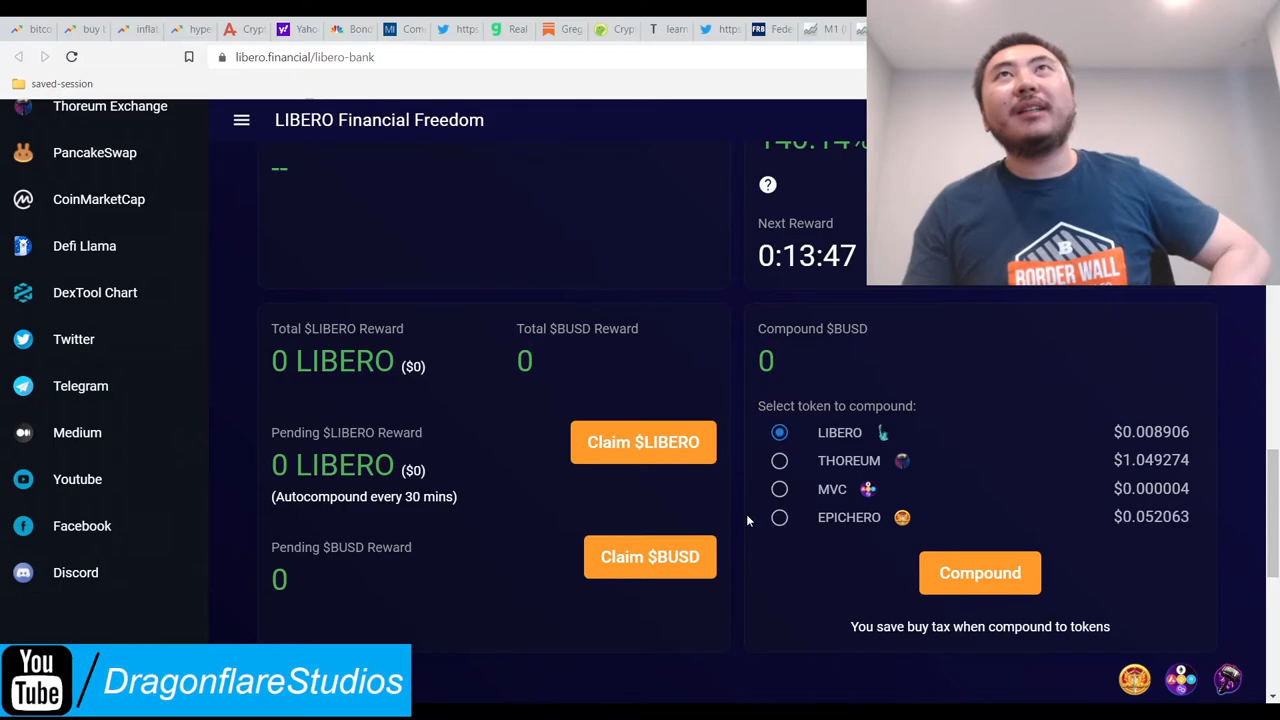 bitco
buy l
inflat
hype
Crypt
Yaho
Bond
Com
https
Real
Greg
Cryp
learn
https
Fede
M1 (
libero.financial/libero-bank
saved-session
Thoreum Exchange
PancakeSwap
CoinMarketCap
Defi Llama
DexTool Chart
Twitter
Telegram
Medium
Youtube
Facebook
Discord
LIBERO Financial Freedom
--
Next Reward
0:13:47
BORDER WALL
Total $LIBERO Reward
0 LIBERO ($0)
Total $BUSD Reward
0
Pending $LIBERO Reward
0 LIBERO ($0)
(Autocompound every 30 mins)
Claim $LIBERO
Pending $BUSD Reward
0
Claim $BUSD
Compound $BUSD
0
Select token to compound:
LIBERO $0.008906
THOREUM $1.049274
MVC $0.000004
EPICHERO $0.052063
Compound
You save buy tax when compound to tokens
You
Tube
/DragonflareStudios